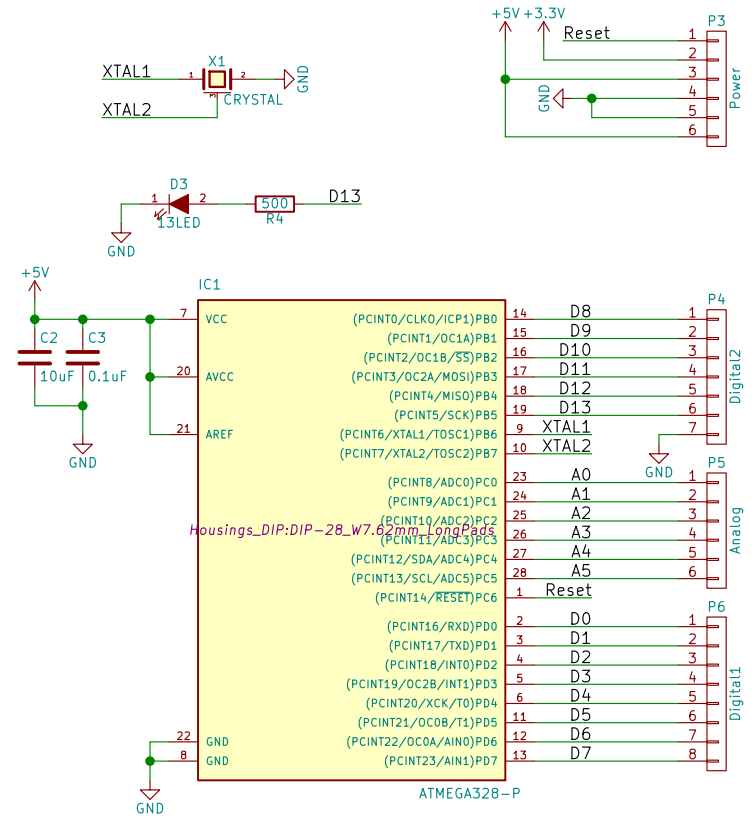 X1
XTAL1 1 2 GND
3
CRYSTAL
XTAL2
+5V +3.3V P3
Reset 1
2
3
GND 4
5
6
Power
D3
1 2 500 D13
13LED R4
GND
+5V
C2 C3
10uF 0.1uF
GND
IC1
7 VCC (PCINT0/CLKO/ICP1)PB0 14 D8
(PCINT1/OC1A)PB1 15 D9
(PCINT2/OC1B/SS)PB2 16 D10
20 AVCC (PCINT3/OC2A/MOSI)PB3 17 D11
(PCINT4/MISO)PB4 18 D12
(PCINT5/SCK)PB5 19 D13
21 AREF (PCINT6/XTAL1/TOSC1)PB6 9 XTAL1
(PCINT7/XTAL2/TOSC2)PB7 10 XTAL2
(PCINT8/ADC0)PC0 23 A0
(PCINT9/ADC1)PC1 24 A1
(PCINT10/ADC2)PC2 25 A2
Housings_DIP:DIP-28_W7.62mm_LongPads
(PCINT11/ADC3)PC3 26 A3
(PCINT12/SDA/ADC4)PC4 27 A4
(PCINT13/SCL/ADC5)PC5 28 A5
(PCINT14/RESET)PC6 1 Reset
(PCINT16/RXD)PD0 2 D0
(PCINT17/TXD)PD1 3 D1
(PCINT18/INT0)PD2 4 D2
(PCINT19/OC2B/INT1)PD3 5 D3
(PCINT20/XCK/T0)PD4 6 D4
(PCINT21/OC0B/T1)PD5 11 D5
22 GND (PCINT22/OC0A/AIN0)PD6 12 D6
8 GND (PCINT23/AIN1)PD7 13 D7
GND
ATMEGA328-P
P4
1
2
3
4
5
6
7
Digital2
GND
P5
1
2
3
4
5
6
Analog
P6
1
2
3
4
5
6
7
8
Digital1